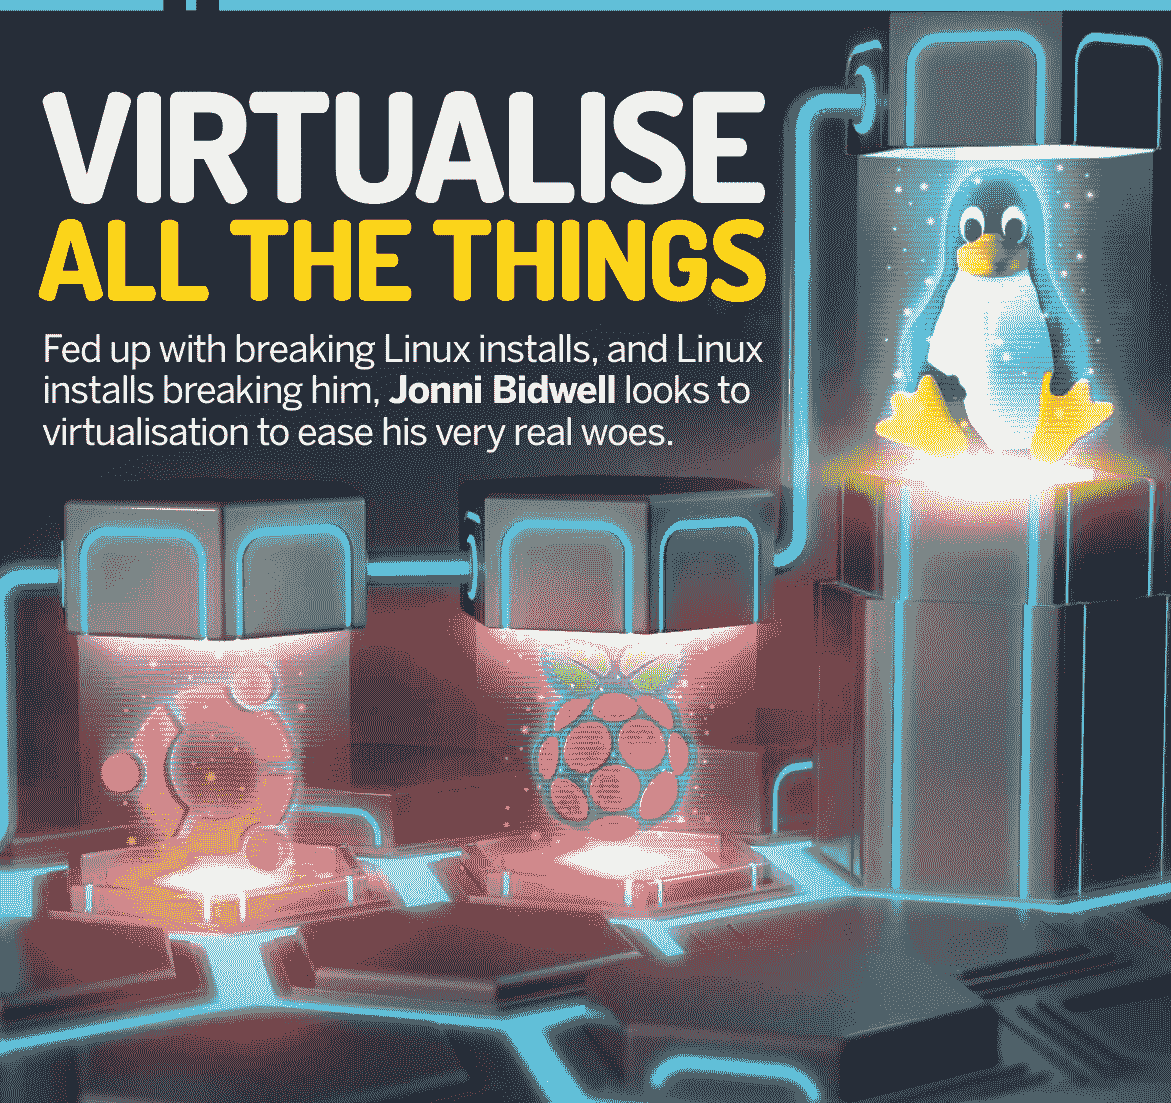 VIRTUALISE
ALL THE THINGS
Fed up with breaking Linux installs, and Linux
installs breaking him, Jonni Bidwell looks to
virtualisation to ease his very real woes.